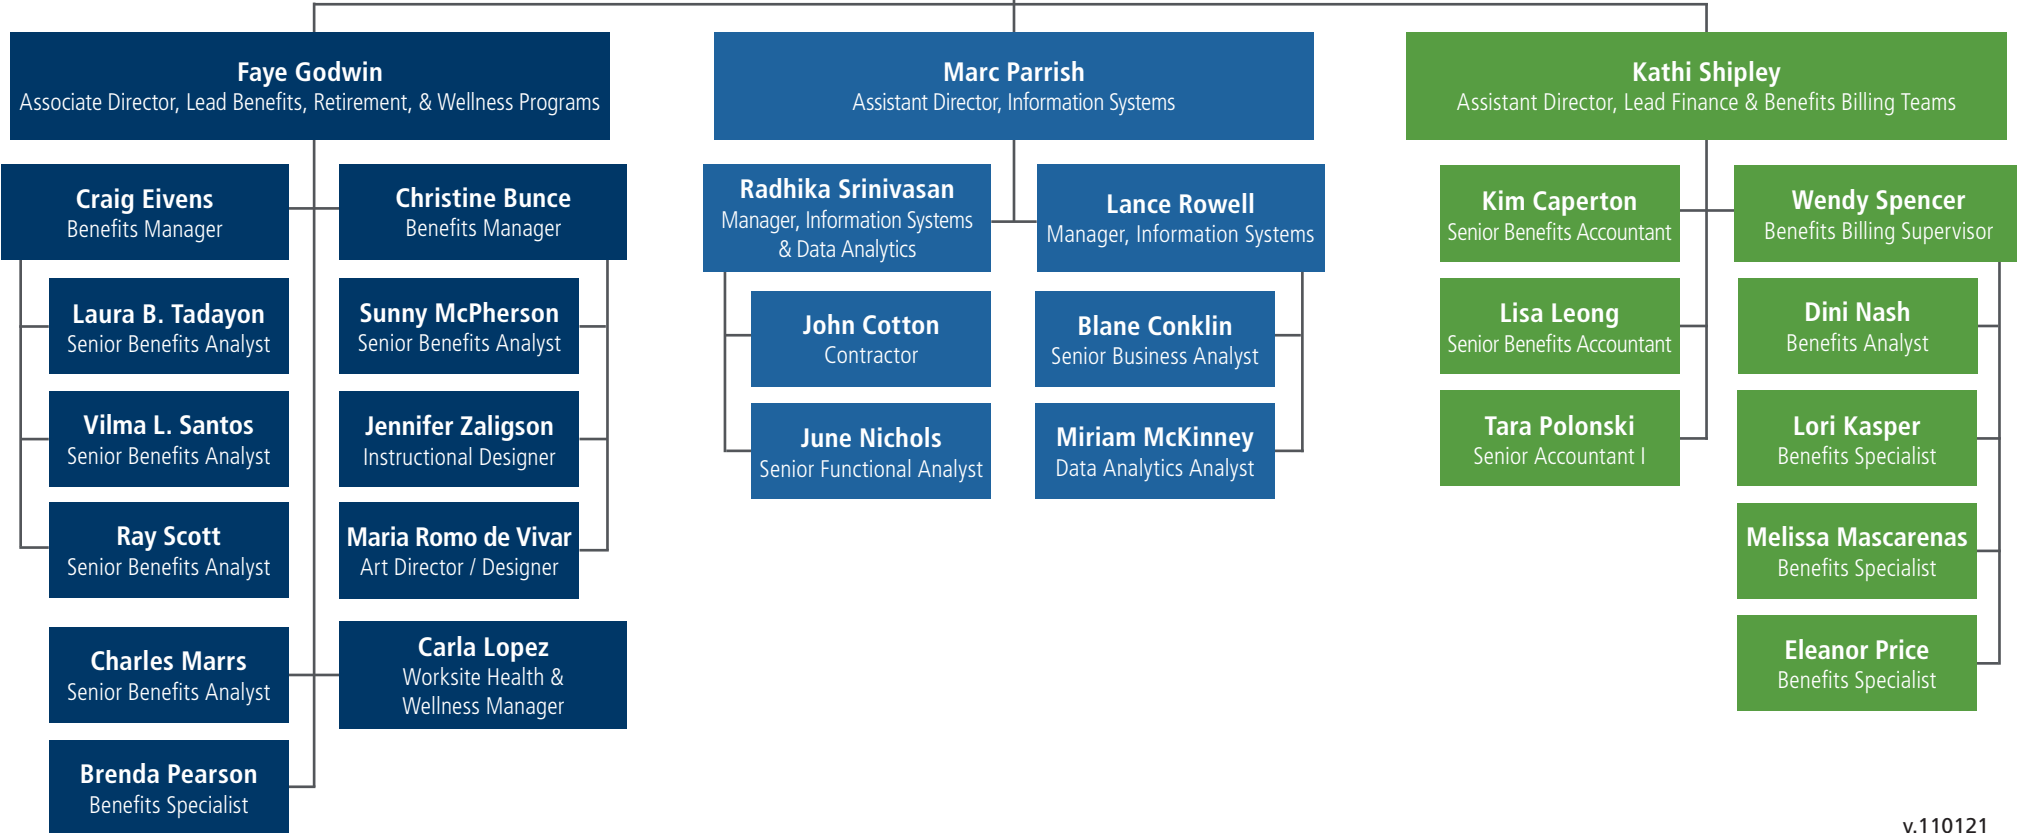 Faye Godwin
Associate Director, Lead Benefits, Retirement, & Wellness Programs
Marc Parrish
Assistant Director, Information Systems
Kathi Shipley
Assistant Director, Lead Finance & Benefits Billing Teams
Craig Eivens
Benefits Manager
Christine Bunce
Benefits Manager
Laura B. Tadayon
Senior Benefits Analyst
Sunny McPherson
Senior Benefits Analyst
Vilma L. Santos
Senior Benefits Analyst
Jennifer Zaligson
Instructional Designer
Ray Scott
Senior Benefits Analyst
Maria Romo de Vivar
Art Director / Designer
Charles Marrs
Senior Benefits Analyst
Carla Lopez
Worksite Health &
Wellness Manager
Brenda Pearson
Benefits Specialist
Radhika Srinivasan
Manager, Information Systems
& Data Analytics
Lance Rowell
Manager, Information Systems
John Cotton
Contractor
Blane Conklin
Senior Business Analyst
June Nichols
Senior Functional Analyst
Miriam McKinney
Data Analytics Analyst
Kim Caperton
Senior Benefits Accountant
Wendy Spencer
Benefits Billing Supervisor
Lisa Leong
Senior Benefits Accountant
Dini Nash
Benefits Analyst
Tara Polonski
Senior Accountant I
Lori Kasper
Benefits Specialist
Melissa Mascarenas
Benefits Specialist
Eleanor Price
Benefits Specialist
v.110121